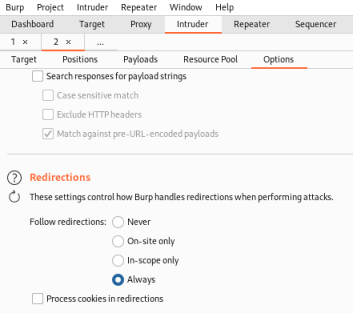 Burp Project Intruder Repeater Window Help
Dashboard Target Proxy Intruder Repeater Sequencer
1 × 2 × ...
Target Positions Payloads Resource Pool Options
Search responses for payload strings
Case sensitive match
Exclude HTTP headers
Match against pre-URL-encoded payloads
Redirections
These settings control how Burp handles redirections when performing attacks.
Follow redirections: Never
On-site only
In-scope only
Always
Process cookies in redirections